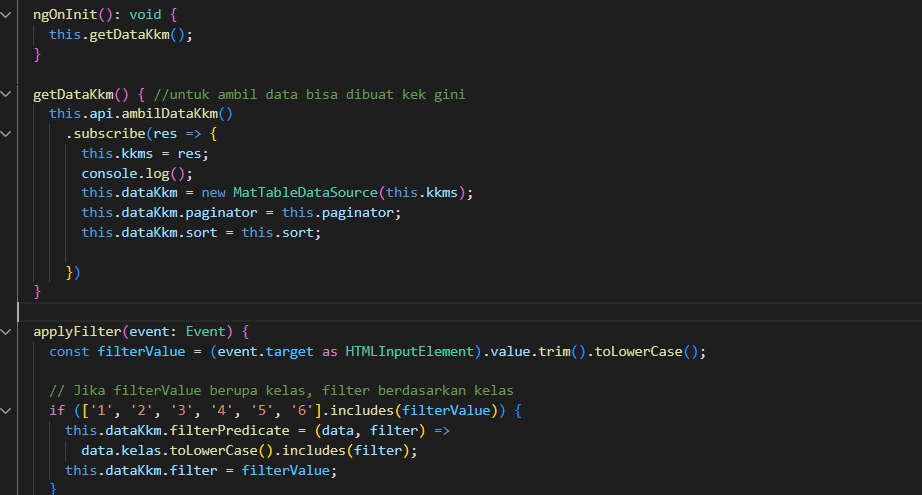 ngOnInit(): void {
this.getDataKkm();
}
getDataKkm() { //untuk ambil data bisa dibuat kek gini
this.api.ambilDataKkm()
.subscribe(res => {
this.kkms = res;
console.log();
this.dataKkm = new MatTableDataSource(this.kkms);
this.dataKkm.paginator = this.paginator;
this.dataKkm.sort = this.sort;
})
}
applyFilter(event: Event) {
const filterValue = (event.target as HTMLInputElement).value.trim().toLowerCase();
// Jika filterValue berupa kelas, filter berdasarkan kelas
if (['1', '2', '3', '4', '5', '6'].includes(filterValue)) {
this.dataKkm.filterPredicate = (data, filter) =>
data.kelas.toLowerCase().includes(filter);
this.dataKkm.filter = filterValue;
}